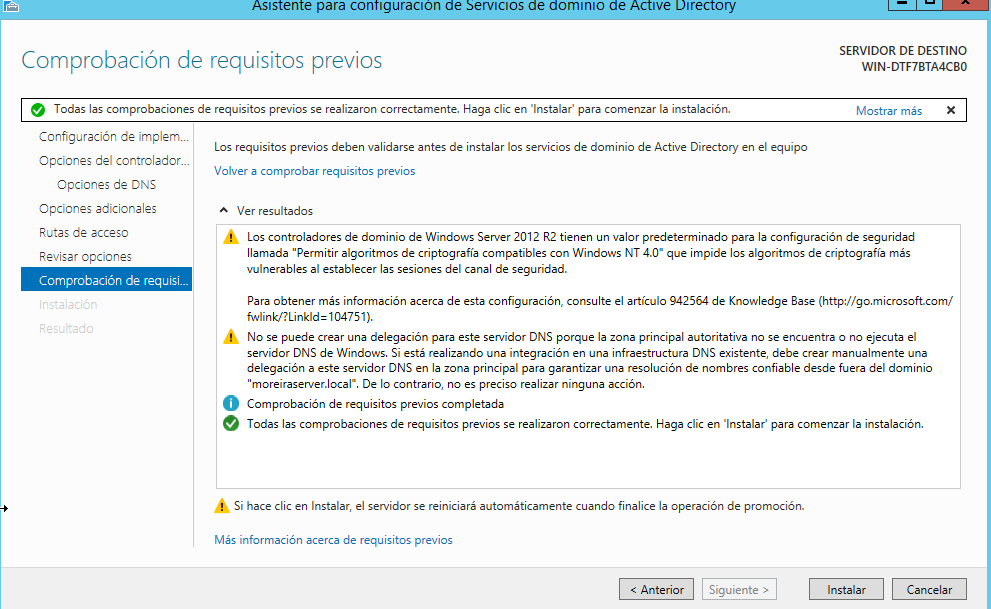 Asistente para configuración de Servicios de dominio de Active Directory
Comprobación de requisitos previos
SERVIDOR DE DESTINO
WIN-DTF7BTA4CB0
Todas las comprobaciones de requisitos previos se realizaron correctamente. Haga clic en 'Instalar' para comenzar la instalación.
Mostrar más
Configuración de implem...
Opciones del controlador...
Opciones de DNS
Opciones adicionales
Rutas de acceso
Revisar opciones
Comprobación de requisi...
Instalación
Resultado
Los requisitos previos deben validarse antes de instalar los servicios de dominio de Active Directory en el equipo
Volver a comprobar requisitos previos
Ver resultados
Los controladores de dominio de Windows Server 2012 R2 tienen un valor predeterminado para la configuración de seguridad
llamada "Permitir algoritmos de criptografía compatibles con Windows NT 4.0" que impide los algoritmos de criptografía más
vulnerables al establecer las sesiones del canal de seguridad.
Para obtener más información acerca de esta configuración, consulte el artículo 942564 de Knowledge Base (http://go.microsoft.com/
fwlink/?LinkId=104751).
No se puede crear una delegación para este servidor DNS porque la zona principal autoritativa no se encuentra o no ejecuta el
servidor DNS de Windows. Si está realizando una integración en una infraestructura DNS existente, debe crear manualmente una
delegación a este servidor DNS en la zona principal para garantizar una resolución de nombres confiable desde fuera del dominio
"moreiraserver.local". De lo contrario, no es preciso realizar ninguna acción.
Comprobación de requisitos previos completada
Todas las comprobaciones de requisitos previos se realizaron correctamente. Haga clic en 'Instalar' para comenzar la instalación.
Si hace clic en Instalar, el servidor se reiniciará automáticamente cuando finalice la operación de promoción.
Más información acerca de requisitos previos
< Anterior
Siguiente >
Instalar
Cancelar